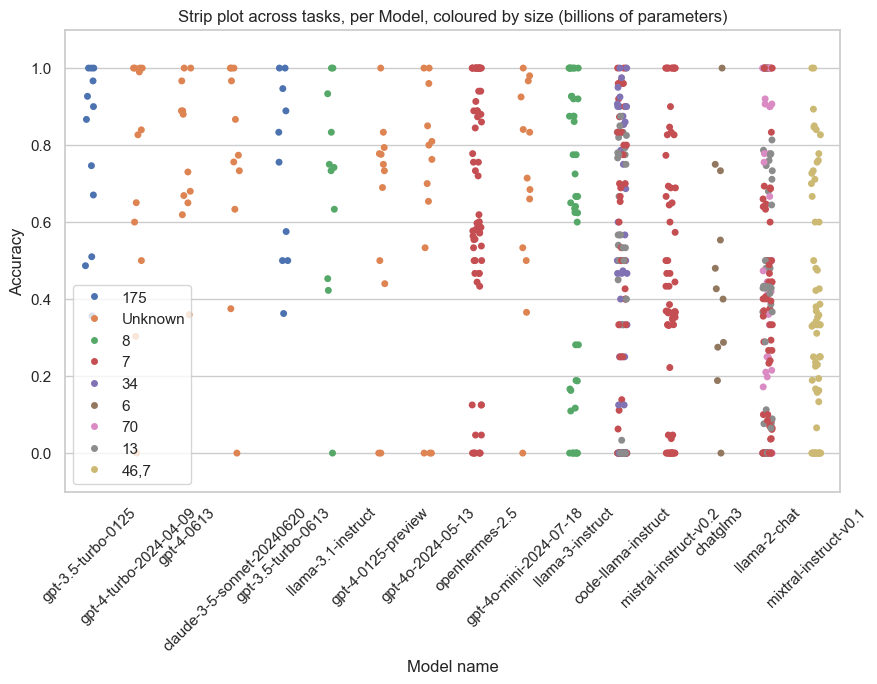 Strip plot across tasks, per Model, coloured by size (billions of parameters)
1.0
0.8
0.6
0.4
0.2
0.0
Accuracy
175
Unknown
8
7
34
6
70
13
46,7
gpt-3.5-turbo-0125
gpt-4-turbo-2024-04-09
gpt-4-0613
claude-3-5-sonnet-20240620
gpt-3.5-turbo-0613
llama-3.1-instruct
gpt-4-0125-preview
gpt-4o-2024-05-13
openhermes-2.5
gpt-4o-mini-2024-07-18
llama-3-instruct
code-llama-instruct
mistral-instruct-v0.2
chatglm3
llama-2-chat
mixtral-instruct-v0.1
Model name